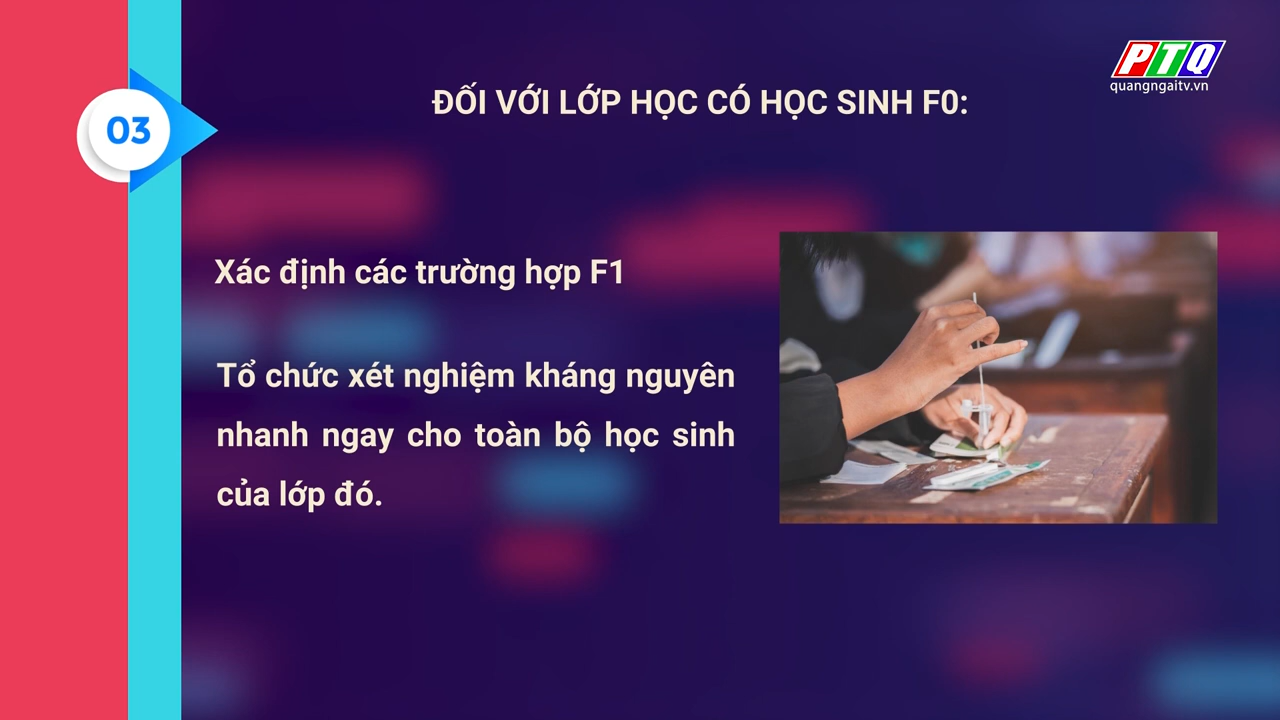 PTQ
quangngaitv.vn
03
ĐỐI VỚI LỚP HỌC CÓ HỌC SINH F0:
Xác định các trường hợp F1
Tổ chức xét nghiệm kháng nguyên
nhanh ngay cho toàn bộ học sinh
của lớp đó.